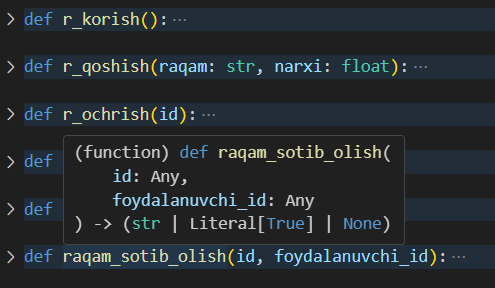 def r_korish(): ···
def r_qoshish(raqam: str, narxi: float): ···
def r_ochrish(id): ···
def
(function) def raqam_sotib_olish(
id: Any,
foydalanuvchi_id: Any
) -> (str | Literal[True] | None)
def
def raqam_sotib_olish(id, foydalanuvchi_id): ···